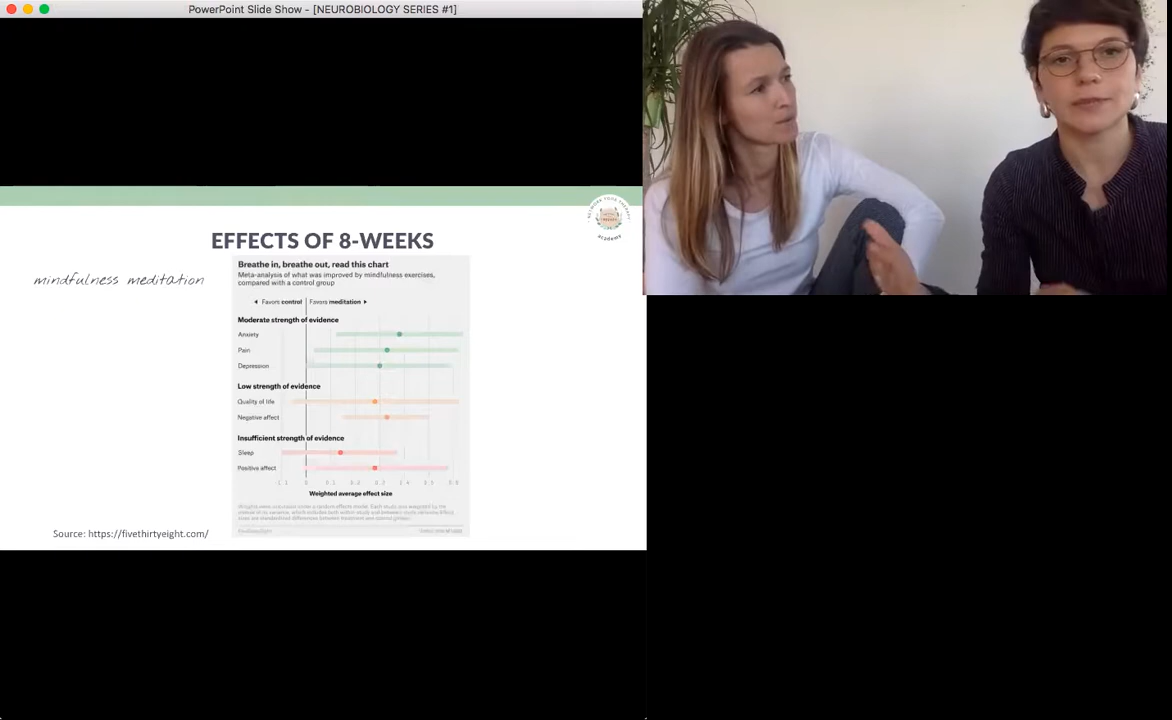 PowerPoint Slide Show - [NEUROBIOLOGY SERIES #1]
EFFECTS OF 8-WEEKS
mindfulness meditation
Breathe in, breathe out, read this chart
Meta-analysis of what was improved by mindfulness exercises,
compared with a control group
Favors control
Favors meditation
Moderate strength of evidence
Anxiety
Pain
Depression
Low strength of evidence
Quality of life
Negative affect
Insufficient strength of evidence
Sleep
Positive affect
Weighted average effect size
Source: https://fivethirtyeight.com/
academy